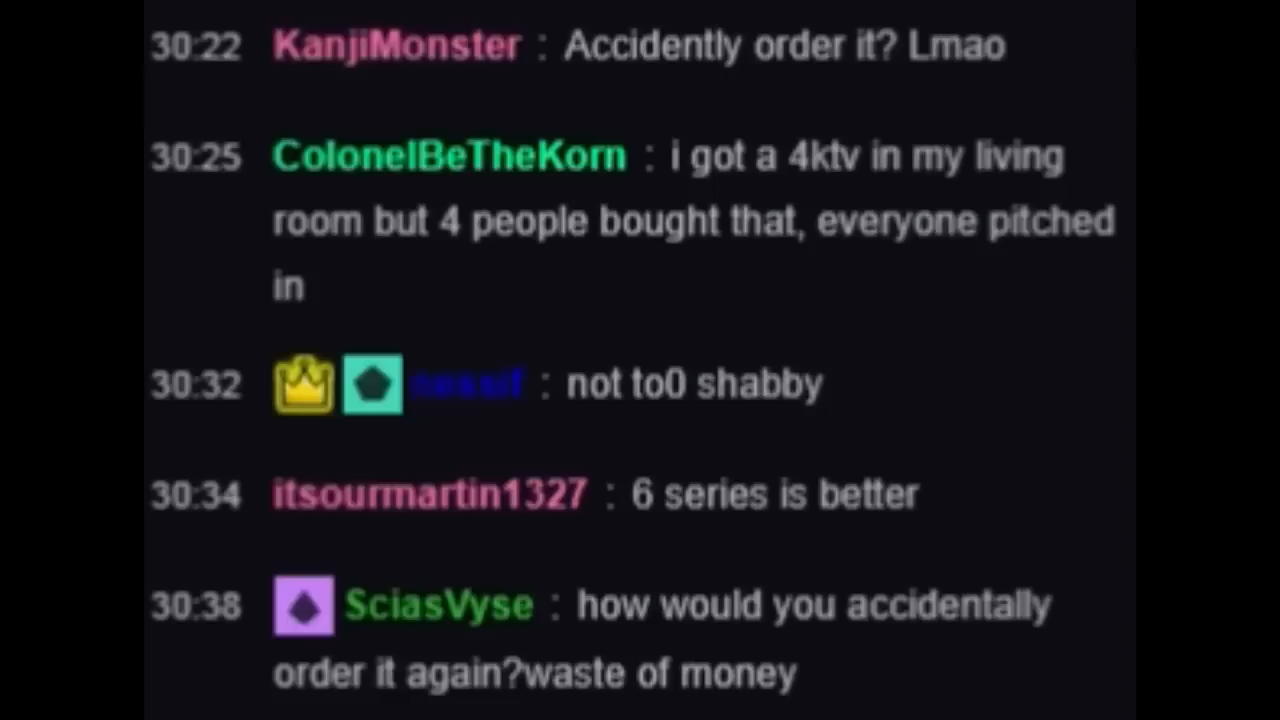 30:22 KanjiMonster : Accidently order it? Lmao
30:25 ColonelBeTheKorn : i got a 4ktv in my living
room but 4 people bought that, everyone pitched
in
30:32 nessif : not to0 shabby
30:34 itsourmartin1327 : 6 series is better
30:38 SciasVyse : how would you accidentally
order it again?waste of money